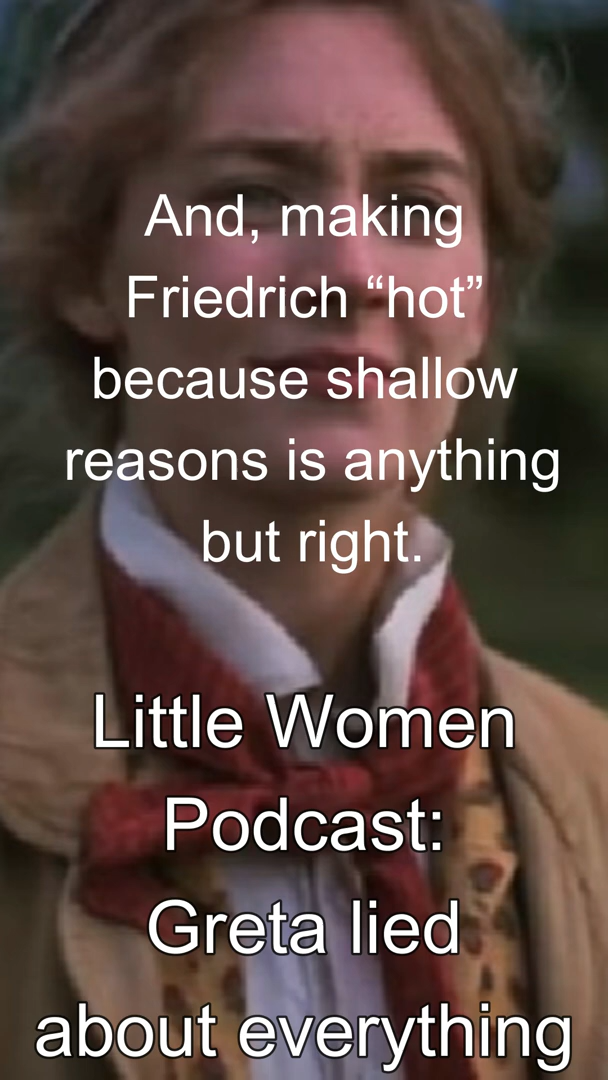 And, making
Friedrich “hot”
because shallow
reasons is anything
but right.
Little Women
Podcast:
Greta lied
about everything